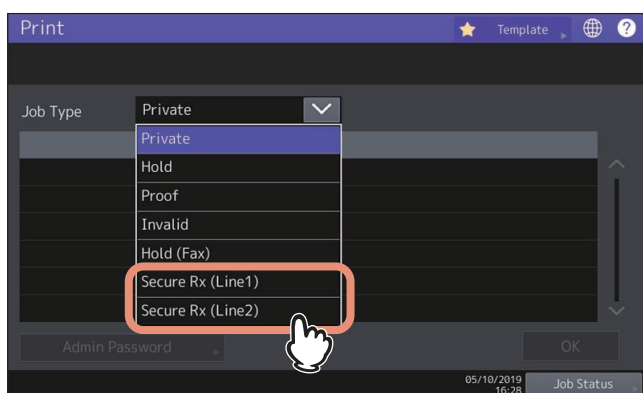 Print
Template
?
Job Type
Private
Private
Hold
Proof
Invalid
Hold (Fax)
Secure Rx (Line1)
Secure Rx (Line2)
Admin Password
OK
05/10/2019
16:28
Job Status